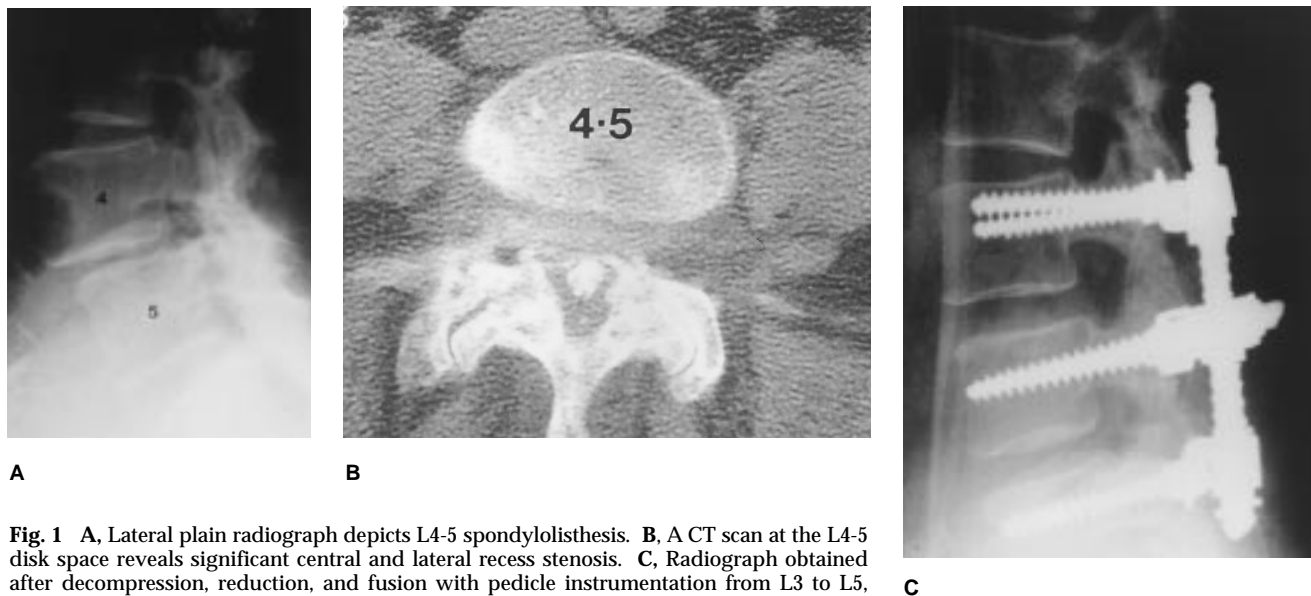 4
5
4·5
A
B
Fig. 1 A, Lateral plain radiograph depicts L4-5 spondylolisthesis. B, A CT scan at the L4-5
disk space reveals significant central and lateral recess stenosis. C, Radiograph obtained
after decompression, reduction, and fusion with pedicle instrumentation from L3 to L5,
C